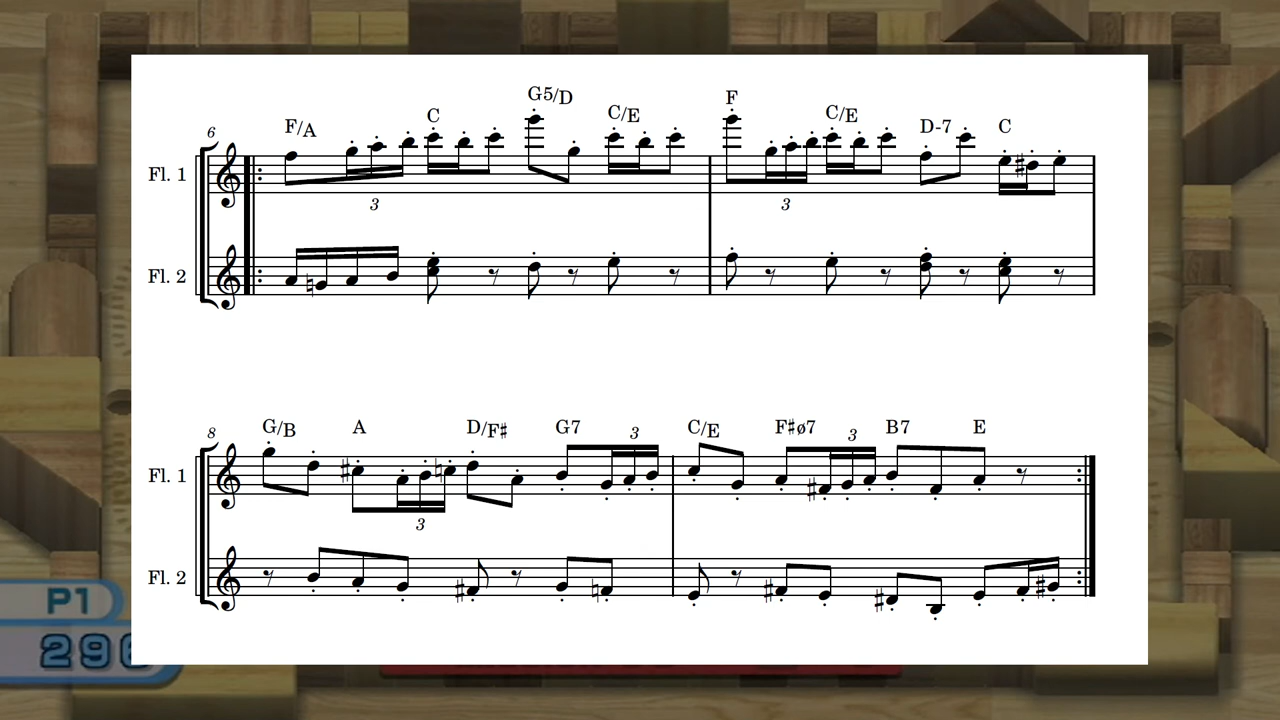 G5/D
F
6 F/A C C/E C/E D-7 C
Fl. 1
3 3
Fl. 2
8 G/B A D/F# G7 3 C/E F#ø7 3 B7 E
Fl. 1
3
Fl. 2
P1
296